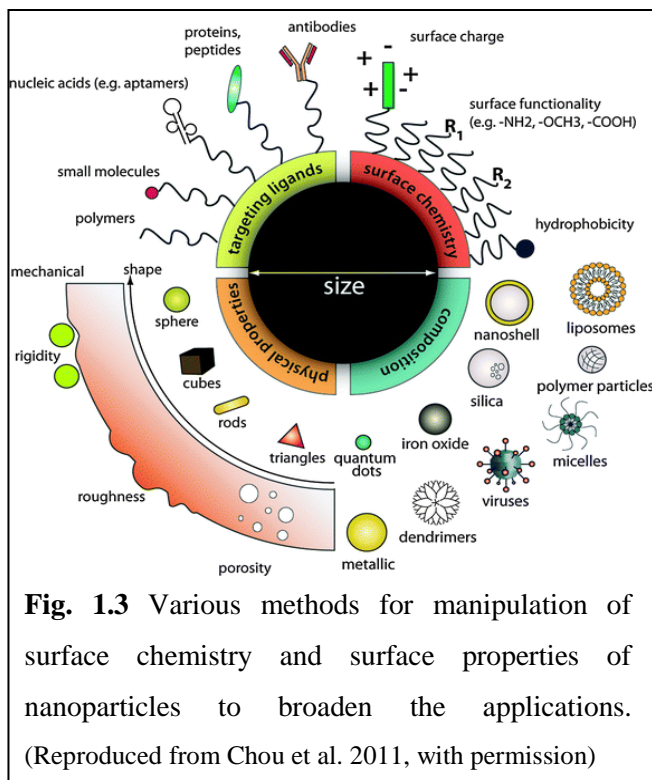 proteins,
peptides
antibodies
surface charge
+ - + + +
nucleic acids (e.g. aptamers)
surface functionality
(e.g. -NH2, -OCH3, -COOH)
R1
R2
small molecules
polymers
targeting ligands
surface chemistry
hydrophobicity
mechanical
shape
size
physical properties
composition
sphere
rigidity
cubes
rods
triangles
quantum
dots
nanoshell
liposomes
silica
polymer particles
iron oxide
micelles
viruses
roughness
dendrimers
porosity
metallic
Fig. 1.3 Various methods for manipulation of
surface chemistry and surface properties of
nanoparticles to broaden the applications.
(Reproduced from Chou et al. 2011, with permission)